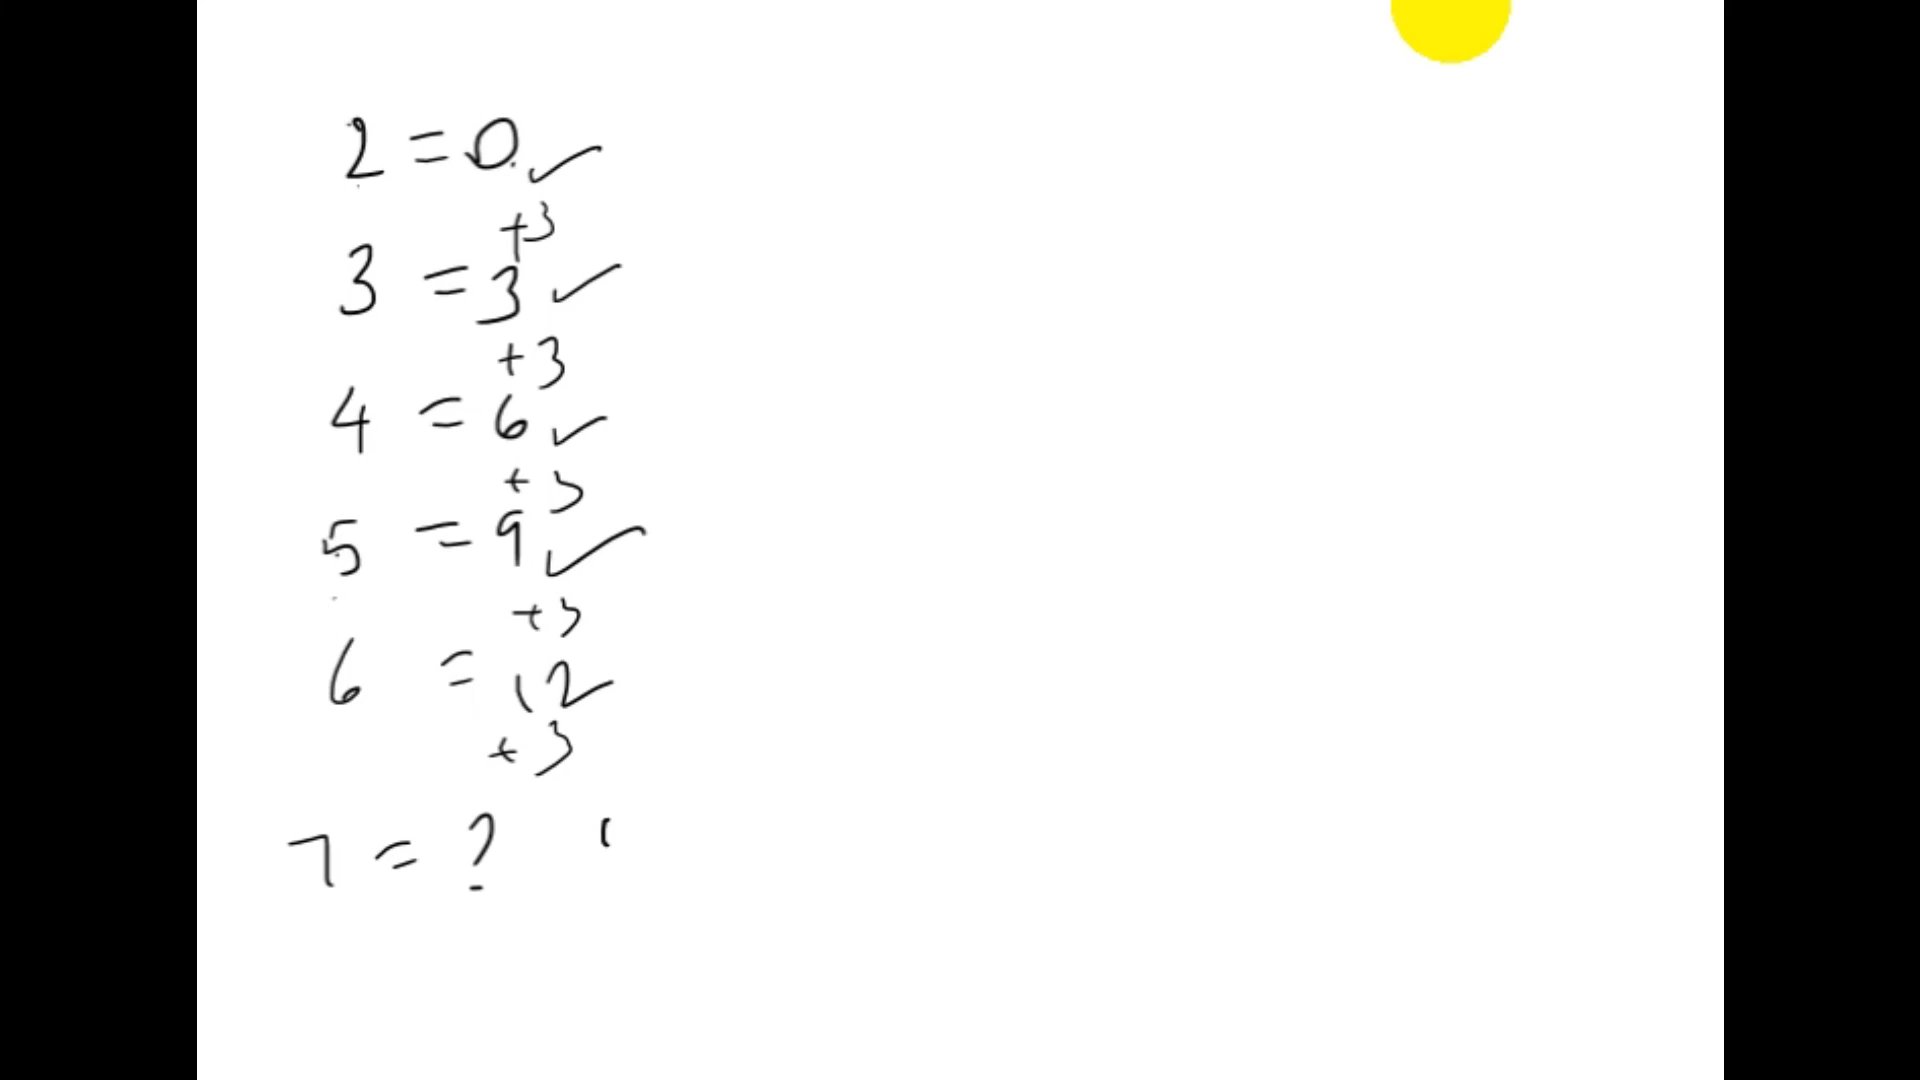 2 = 0 ✓
+3
3 = 3 ✓
+3
4 = 6 ✓
+3
5 = 9 ✓
+3
6 = 12
+3
7 = ?